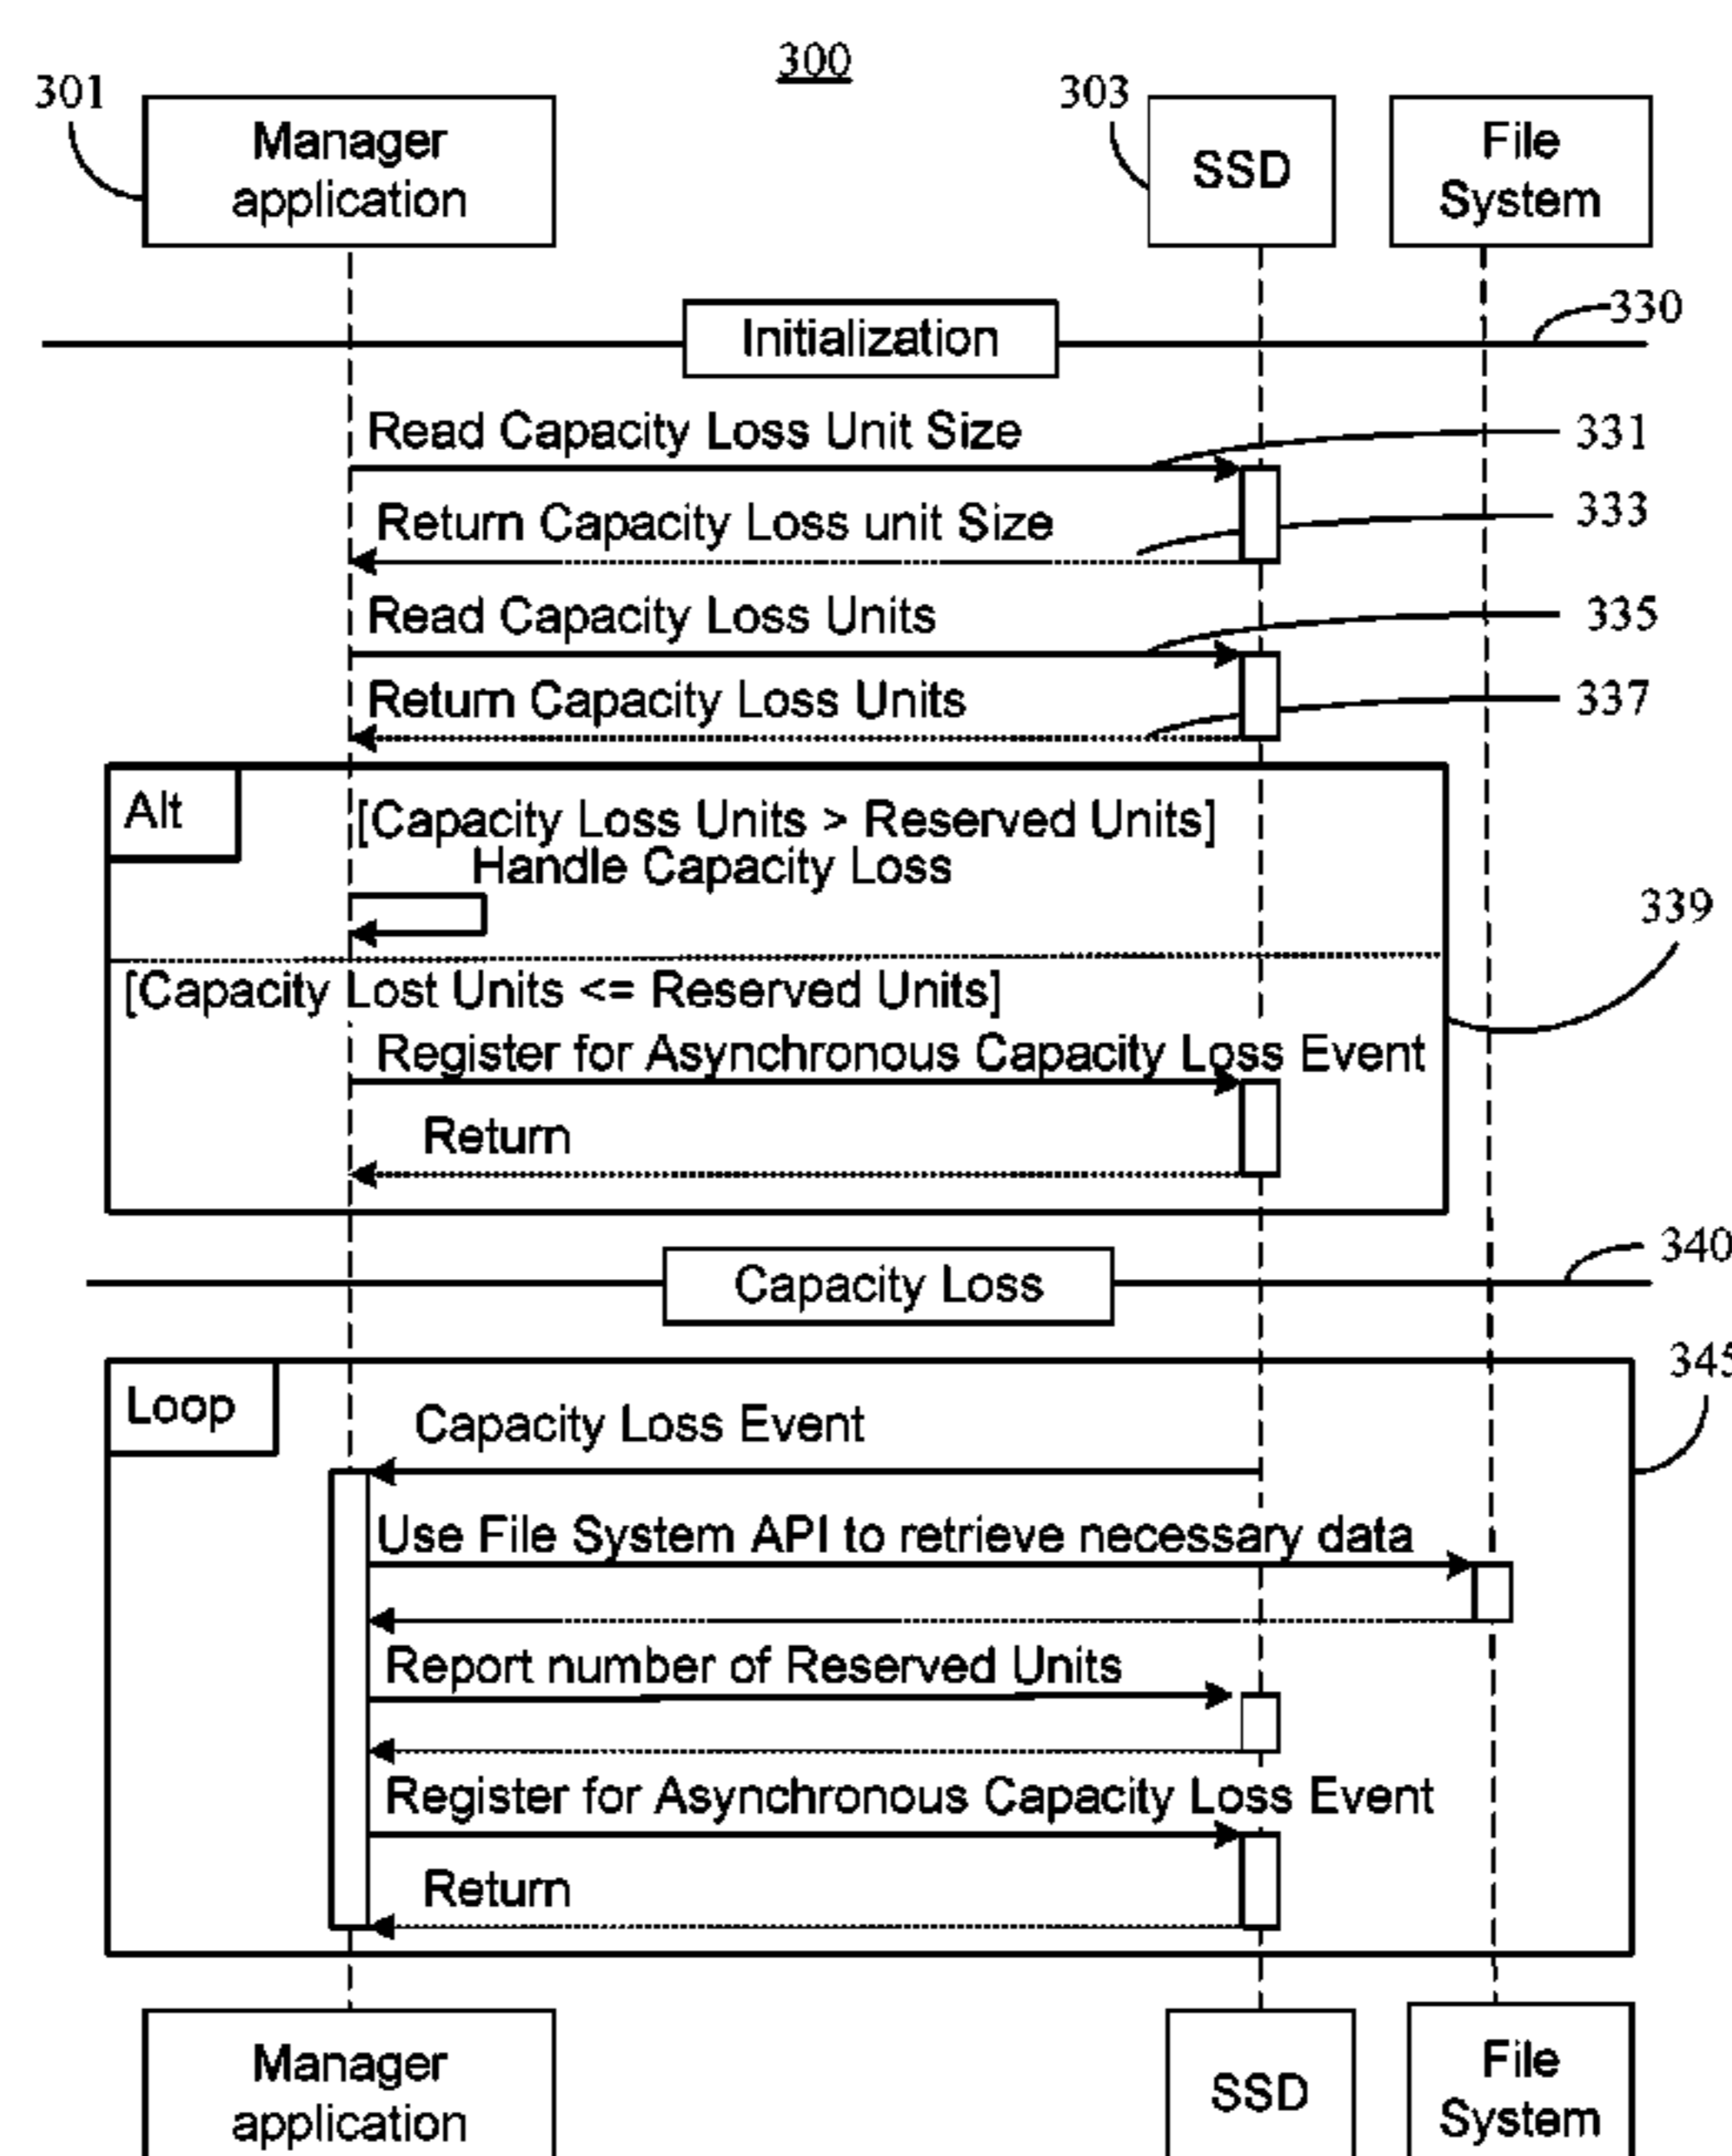 300
301
303
Manager
application
SSD
File
System
Initialization
330
Read Capacity Loss Unit Size
331
Return Capacity Loss unit Size
333
Read Capacity Loss Units
335
Return Capacity Loss Units
337
Alt
[Capacity Loss Units > Reserved Units]
Handle Capacity Loss
339
[Capacity Lost Units <= Reserved Units]
Register for Asynchronous Capacity Loss Event
Return
340
Capacity Loss
345
Loop
Capacity Loss Event
Use File System API to retrieve necessary data
Report number of Reserved Units
Register for Asynchronous Capacity Loss Event
Return
Manager
application
SSD
File
System